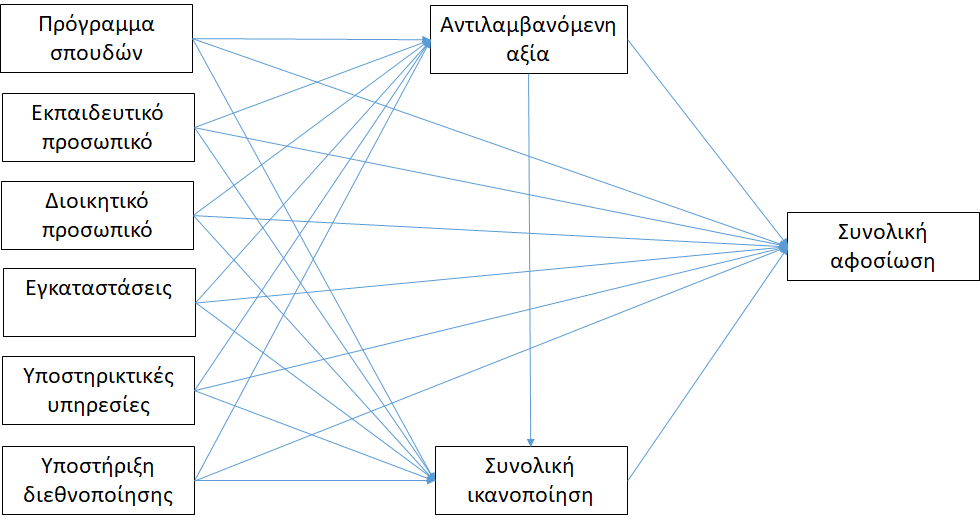 Πρόγραμμα
σπουδών
Εκπαιδευτικό
προσωπικό
Διοικητικό
προσωπικό
Εγκαταστάσεις
Υποστηρικτικές
υπηρεσίες
Υποστήριξη
διεθνοποίησης
Αντιλαμβανόμενη
αξία
Συνολική
ικανοποίηση
Συνολική
αφοσίωση